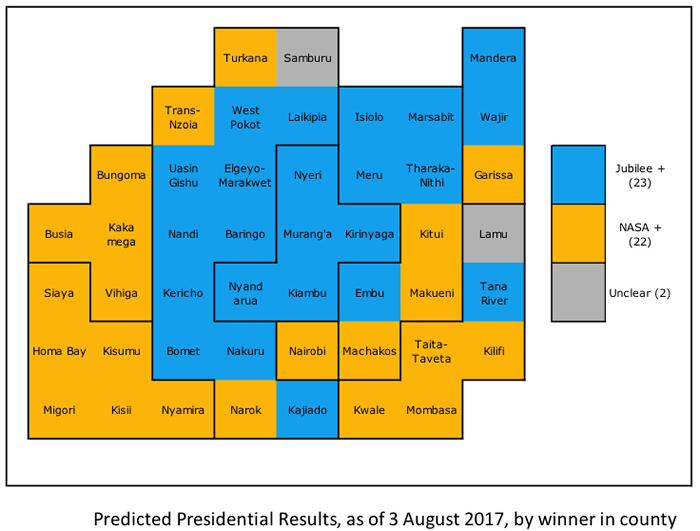 Turkana Samburu Mandera
Trans-
Nzoia
West
Pokot
Laikipia Isiolo Marsabit Wajir
Bungoma
Uasin
Gishu
Elgeyo-
Marakwet
Nyeri Meru
Tharaka-
Nithi
Garissa
Jubilee +
(23)
Busia
Kaka
mega
Nandi Baringo Murang'a Kirinyaga Kitui Lamu
NASA +
(22)
Siaya Vihiga Kericho
Nyand
arua
Kiambu Embu Makueni
Tana
River
Unclear (2)
Homa Bay Kisumu Bomet Nakuru Nairobi Machakos
Taita-
Taveta
Kilifi
Migori Kisii Nyamira Narok Kajiado Kwale Mombasa
Predicted Presidential Results, as of 3 August 2017, by winner in county